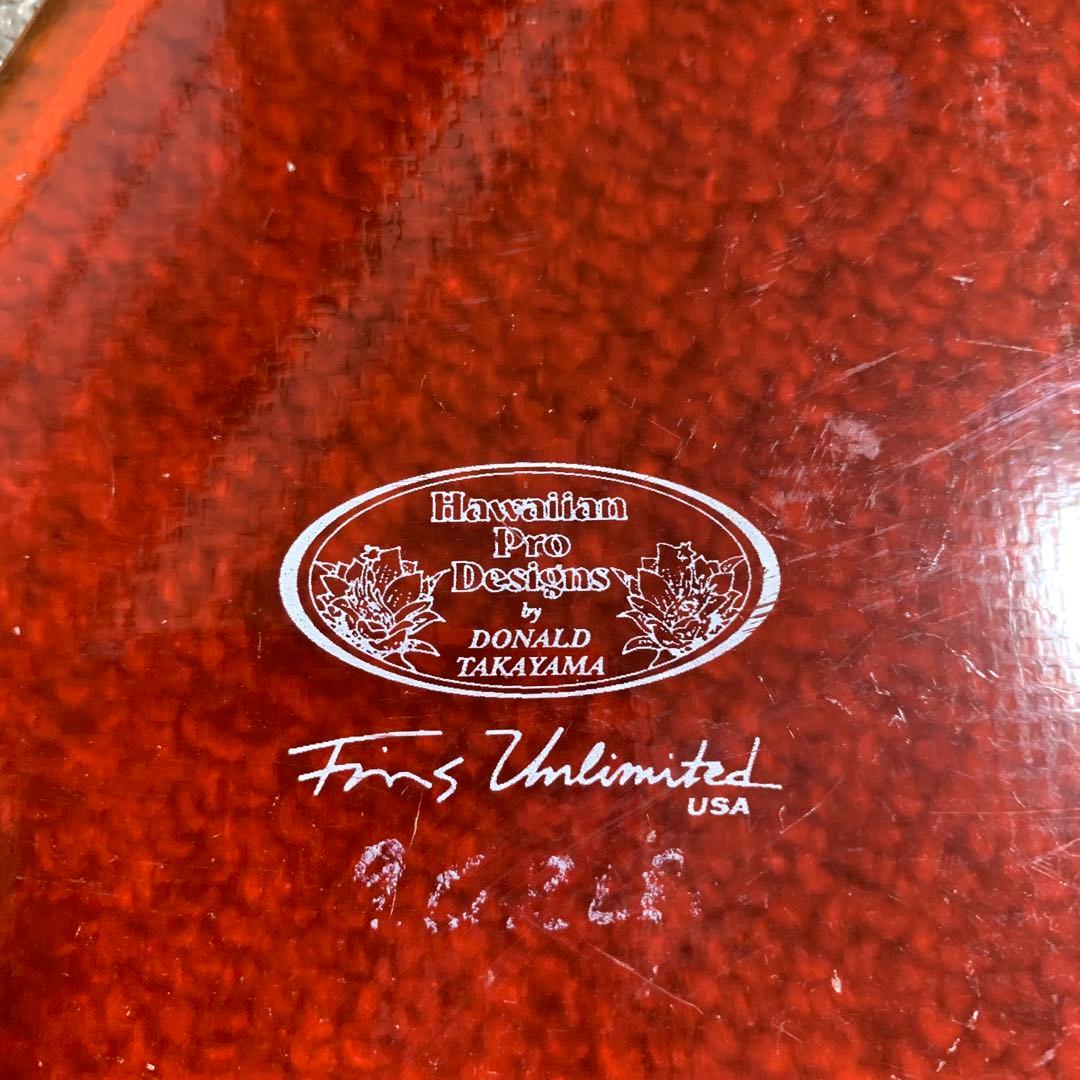 Hawaiian
Pro
Designs
by
DONALD
TAKAYAMA
Fins Unlimited
USA